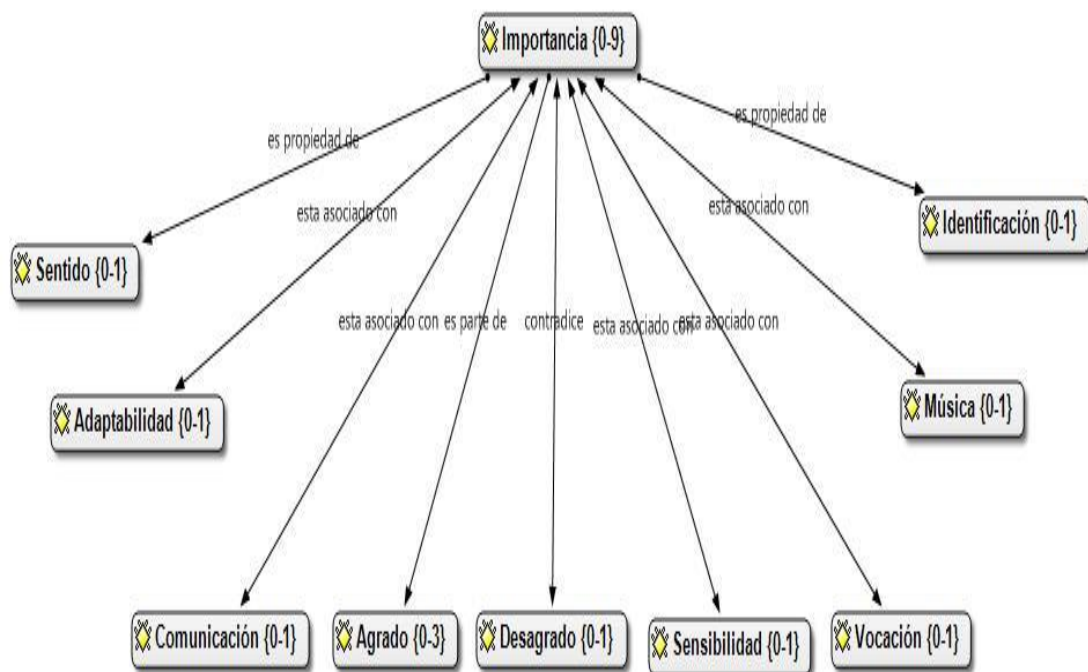 Importancia {0-9}
es propiedad de
es propiedad de
esta asociado con
esta asociado con
Identificación {0-1}
Sentido {0-1}
esta asociado con
es parte de
contradice
esta asociado con
esta asociado con
Adaptabilidad {0-1}
Música {0-1}
Comunicación {0-1}
Agrado {0-3}
Desagrado {0-1}
Sensibilidad {0-1}
Vocación {0-1}